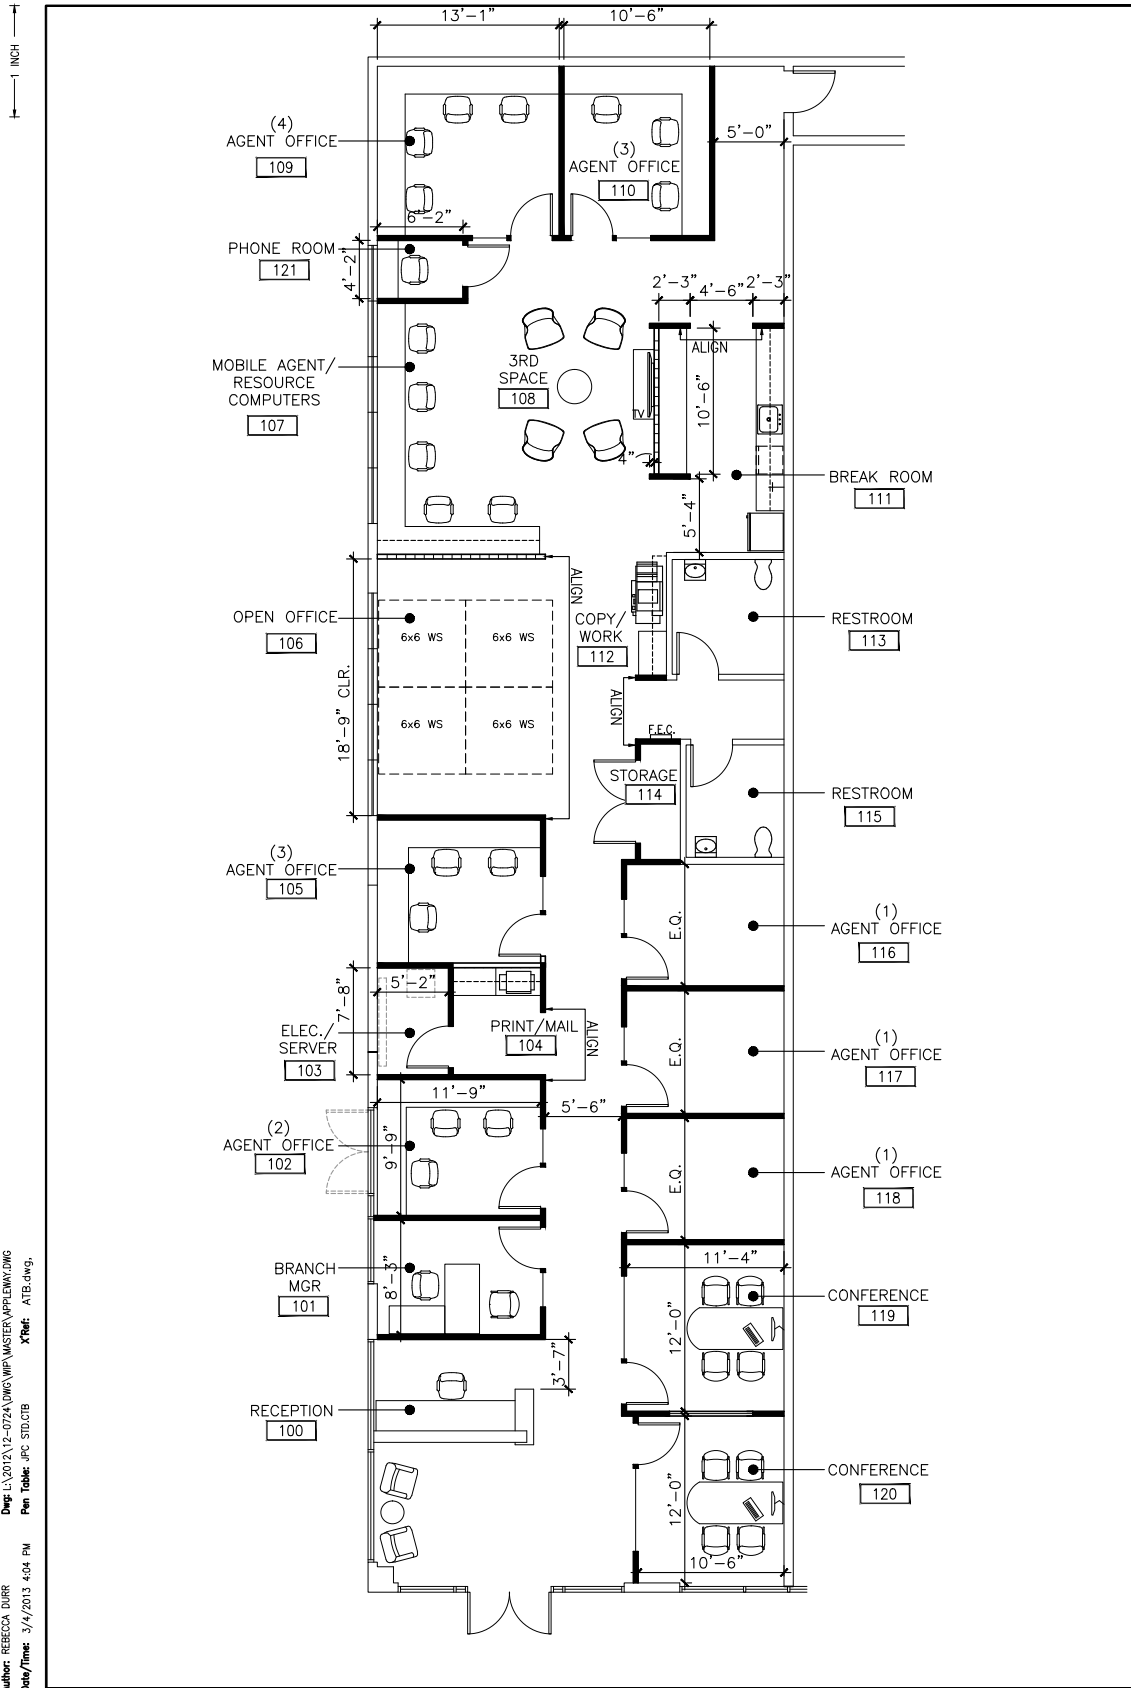 1 INCH
13'-1"
10'-6"
(4)
AGENT OFFICE
109
(3)
AGENT OFFICE
110
5'-0"
6'-2"
PHONE ROOM
121
4'-2"
2'-3"
4'-6"
2'-3"
ALIGN
MOBILE AGENT/
RESOURCE
COMPUTERS
107
3RD
SPACE
108
TV
10'-6"
4"
BREAK ROOM
111
5'-4"
ALIGN
OPEN OFFICE
106
6x6 WS
6x6 WS
6x6 WS
6x6 WS
18'-9" CLR.
COPY/
WORK
112
RESTROOM
113
ALIGN
F.E.C.
STORAGE
114
RESTROOM
115
(3)
AGENT OFFICE
105
E.Q.
(1)
AGENT OFFICE
116
5'-2"
7'-8"
ELEC./
SERVER
103
PRINT/MAIL
104
ALIGN
E.Q.
(1)
AGENT OFFICE
117
11'-9"
5'-6"
(2)
AGENT OFFICE
102
9'-9"
E.Q.
(1)
AGENT OFFICE
118
BRANCH
MGR
101
8'-3"
11'-4"
12'-0"
CONFERENCE
119
3'-7"
RECEPTION
100
12'-0"
CONFERENCE
120
10'-6"
Dwg: L:\2012\12-0724\DWG\WIP\MASTER\APPLEWAY.DWG
X'Ref: ATB.dwg,
Pen Table: JPC STD.CTB
uthor: REBECCA DURR
Date/Time: 3/4/2013 4:04 PM